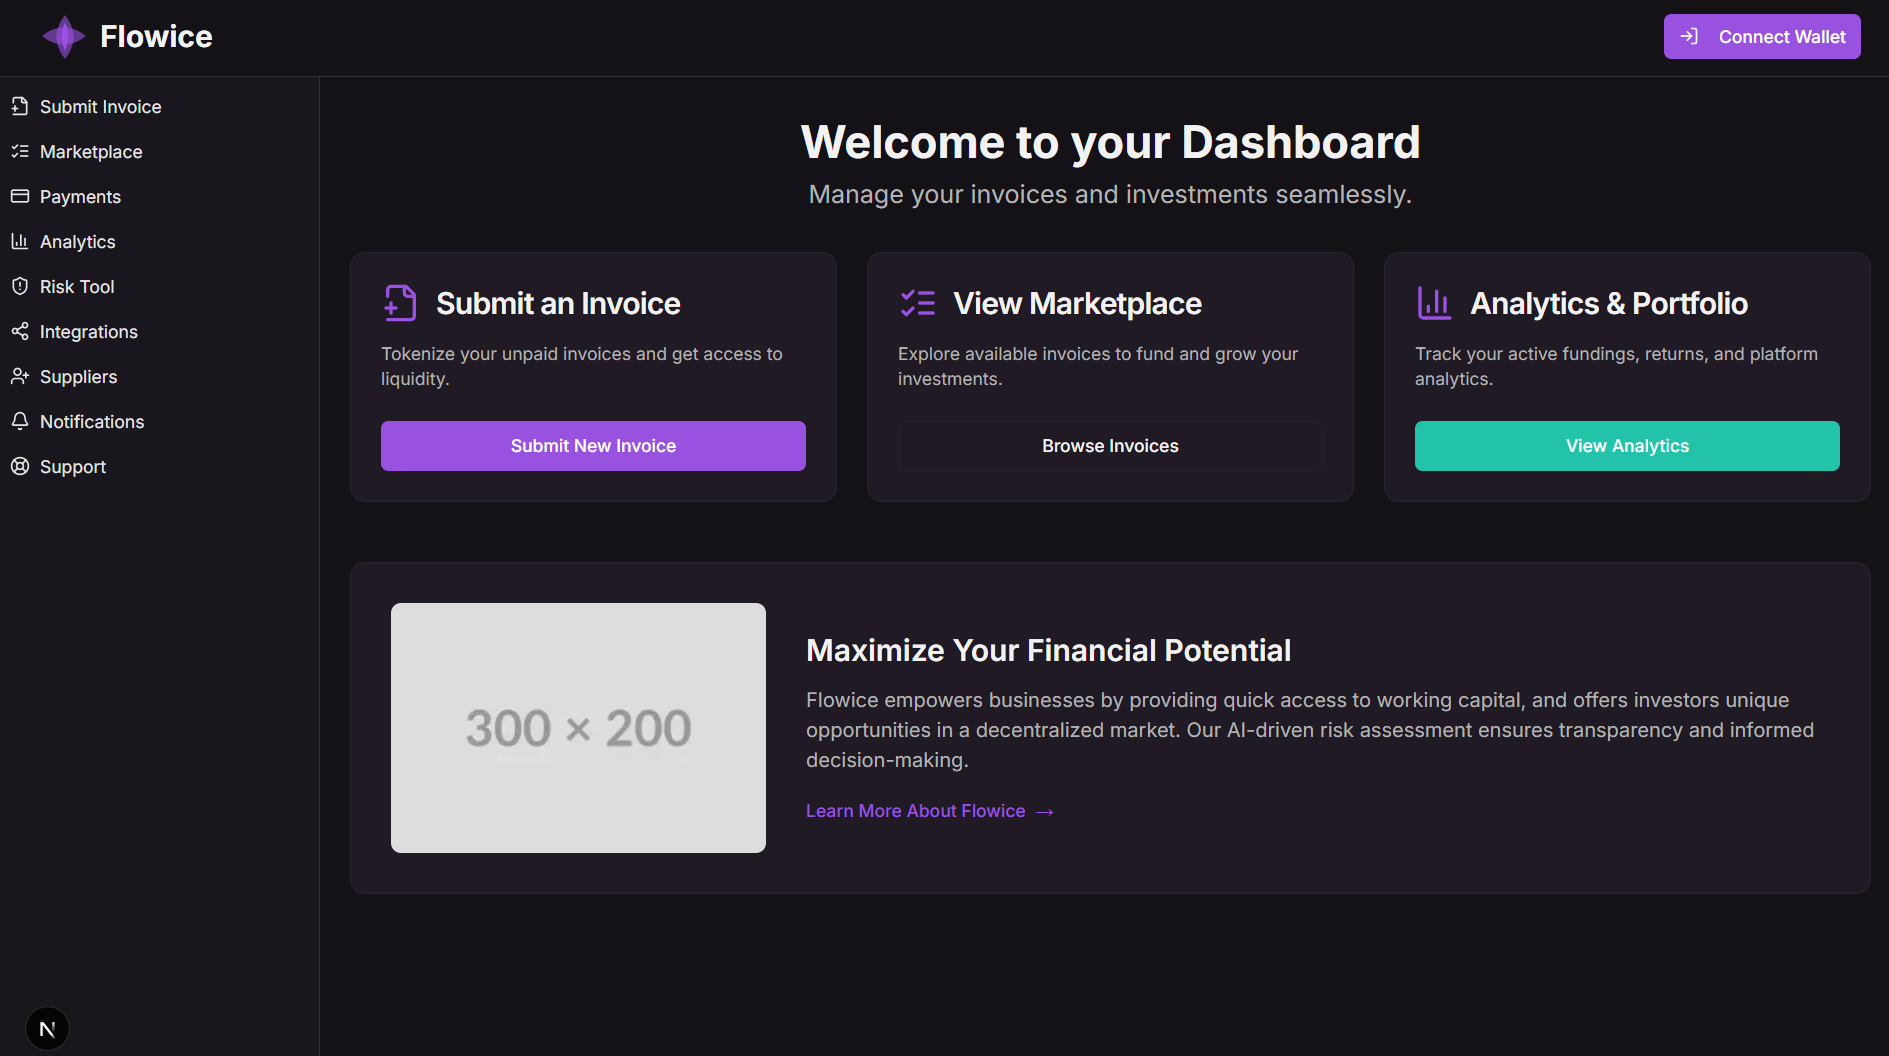 Flowice
Connect Wallet
Submit Invoice
Marketplace
Payments
Analytics
Risk Tool
Integrations
Suppliers
Notifications
Support
Welcome to your Dashboard
Manage your invoices and investments seamlessly.
Submit an Invoice
Tokenize your unpaid invoices and get access to
liquidity.
Submit New Invoice
View Marketplace
Explore available invoices to fund and grow your
investments.
Browse Invoices
Analytics & Portfolio
Track your active fundings, returns, and platform
analytics.
View Analytics
300 × 200
Maximize Your Financial Potential
Flowice empowers businesses by providing quick access to working capital, and offers investors unique
opportunities in a decentralized market. Our AI-driven risk assessment ensures transparency and informed
decision-making.
Learn More About Flowice →
N